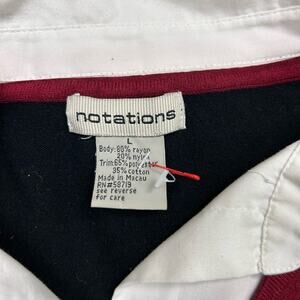 notations
L
Body: 80% rayon
20% nylon
Trim: 65% polyester
35% cotton
Made in Macau
RN#58719
see reverse
for care